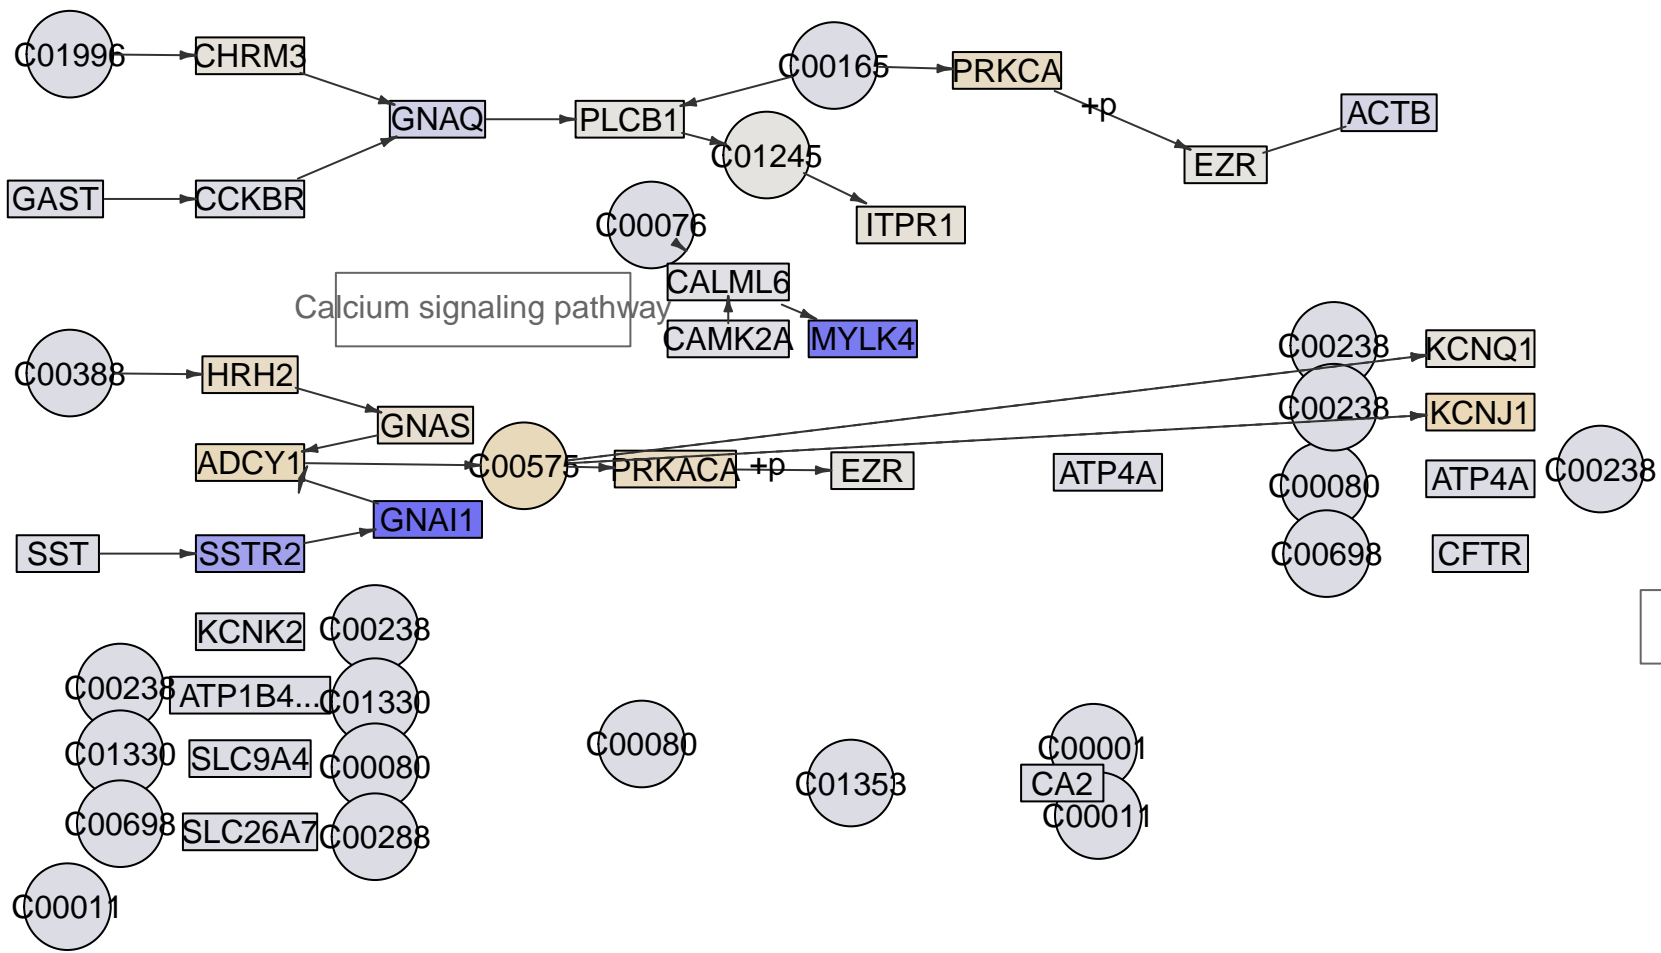 C01996
CHRM3
C00165
PRKCA
+p
ACTB
GNAQ
PLCB1
C01245
EZR
GAST
CCKBR
C00076
ITPR1
CALML6
Calcium signaling pathway
CAMK2A
MYLK4
C00238
KCNQ1
C00388
HRH2
C00238
KCNJ1
GNAS
ADCY1
C00575
PRKACA
+p
EZR
ATP4A
C00080
ATP4A
C00238
GNAI1
SST
SSTR2
C00698
CFTR
KCNK2
C00238
C00238
ATP1B4...
C01330
C01330
SLC9A4
C00080
C00080
C01353
C00001
CA2
C00011
C00698
SLC26A7
C00288
C00011